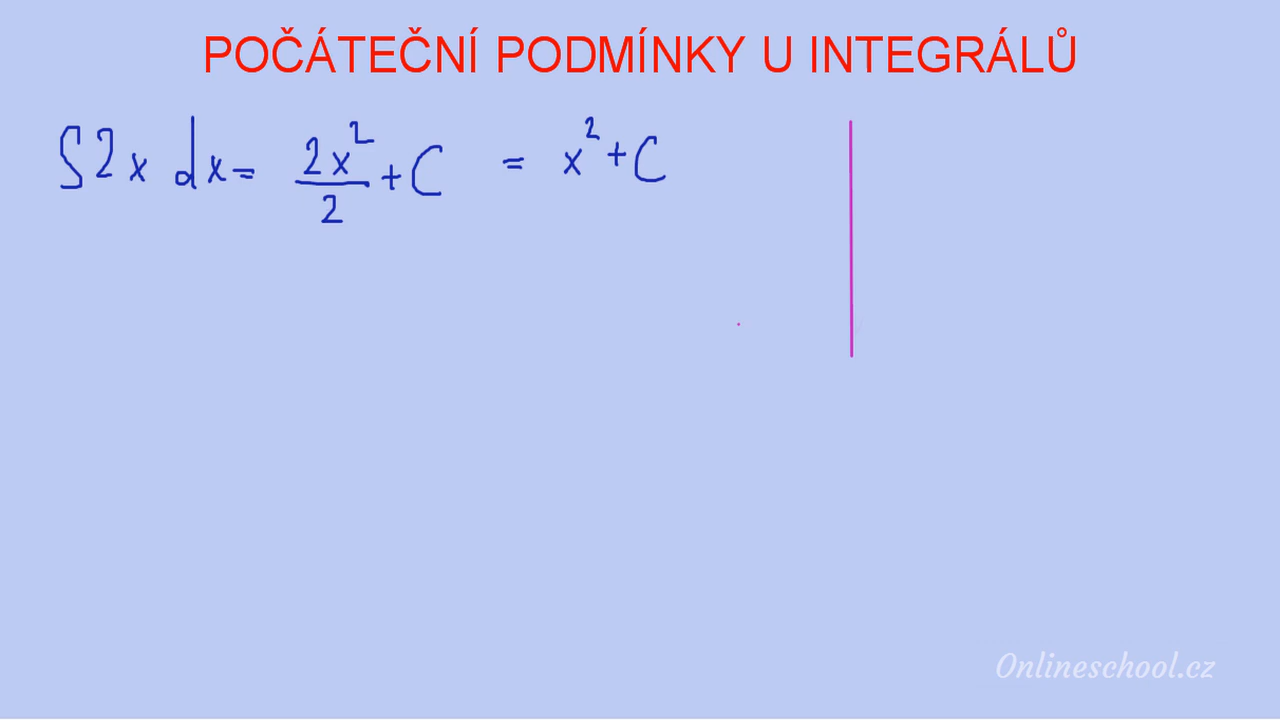 POČÁTEČNÍ PODMÍNKY U INTEGRÁLŮ
∫2x dx = 2x²/2 + C = x² + C
Onlineschool.cz